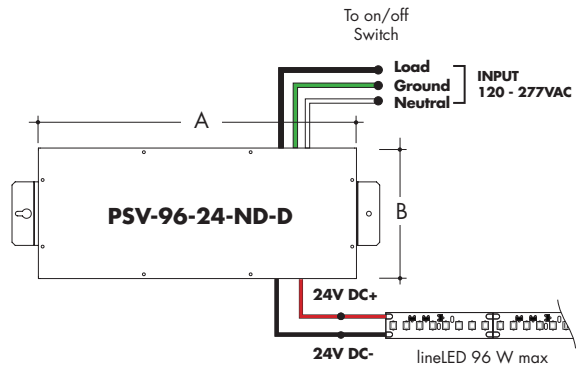 To on/off
Switch
Load
Ground
Neutral
INPUT
120 - 277VAC
A
PSV-96-24-ND-D
B
24V DC+
24V DC-
lineLED 96 W max